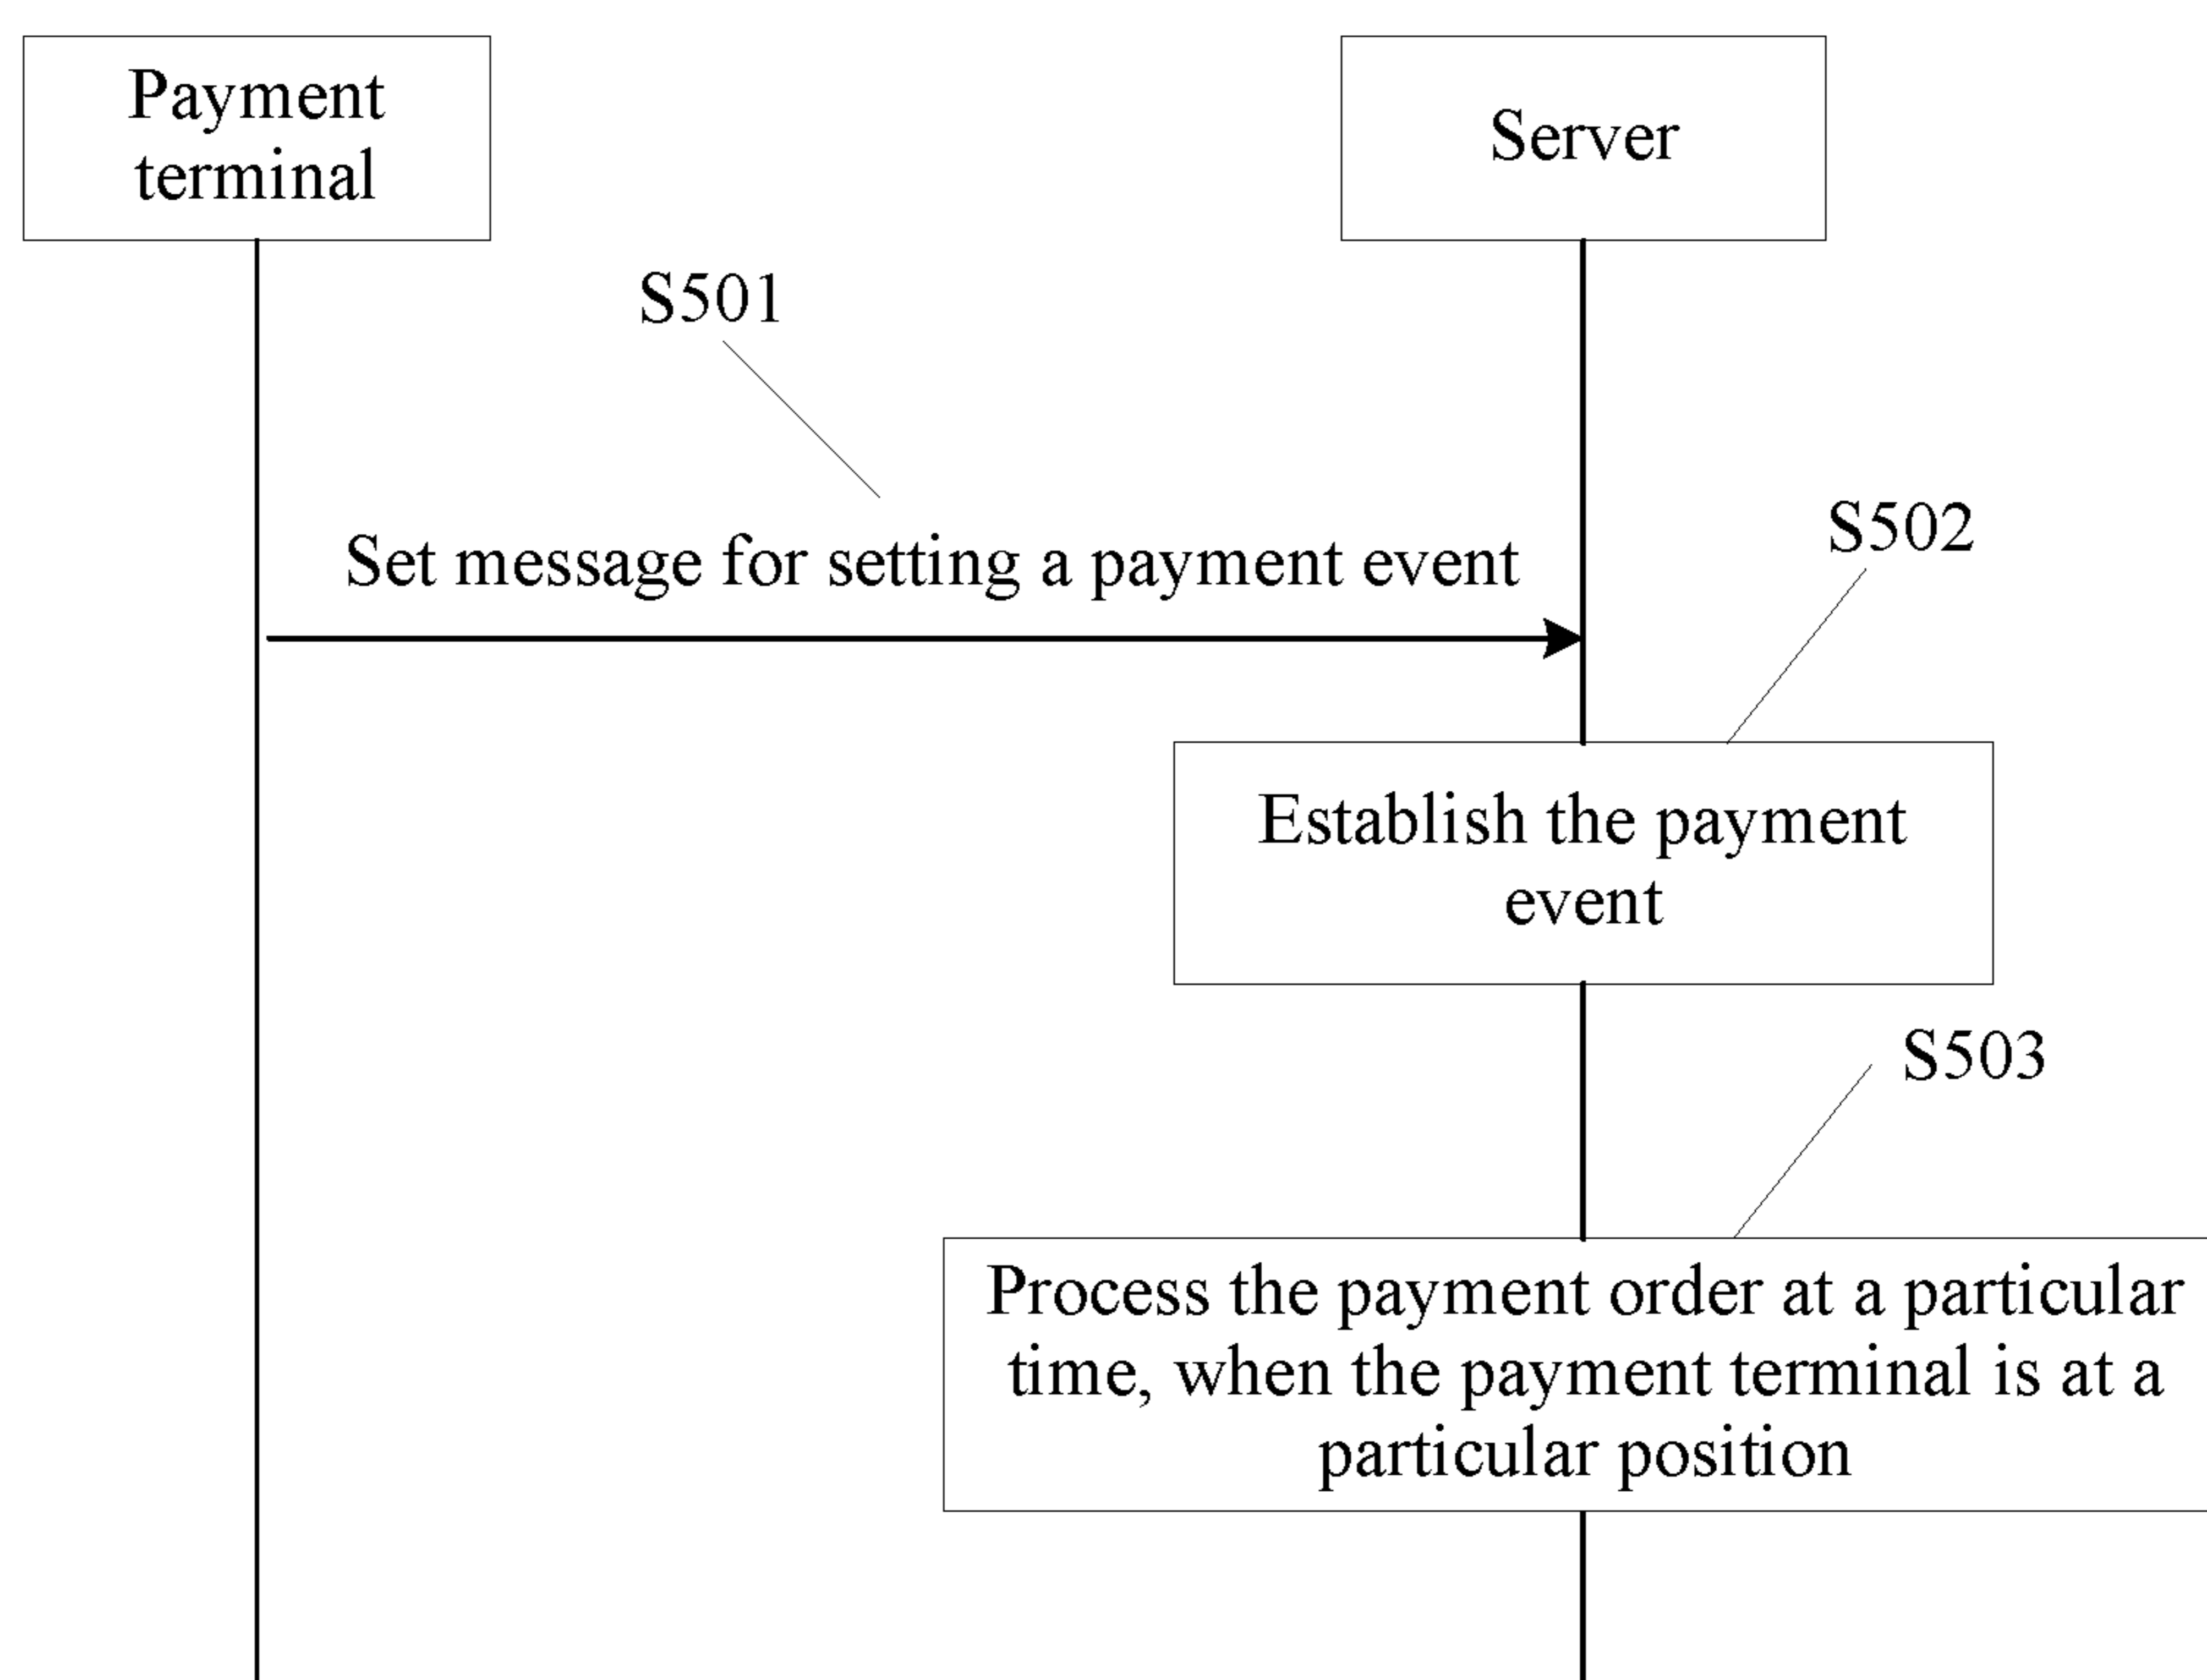 Payment
terminal
Server
S501
Set message for setting a payment event
S502
Establish the payment
event
S503
Process the payment order at a particular
time, when the payment terminal is at a
particular position